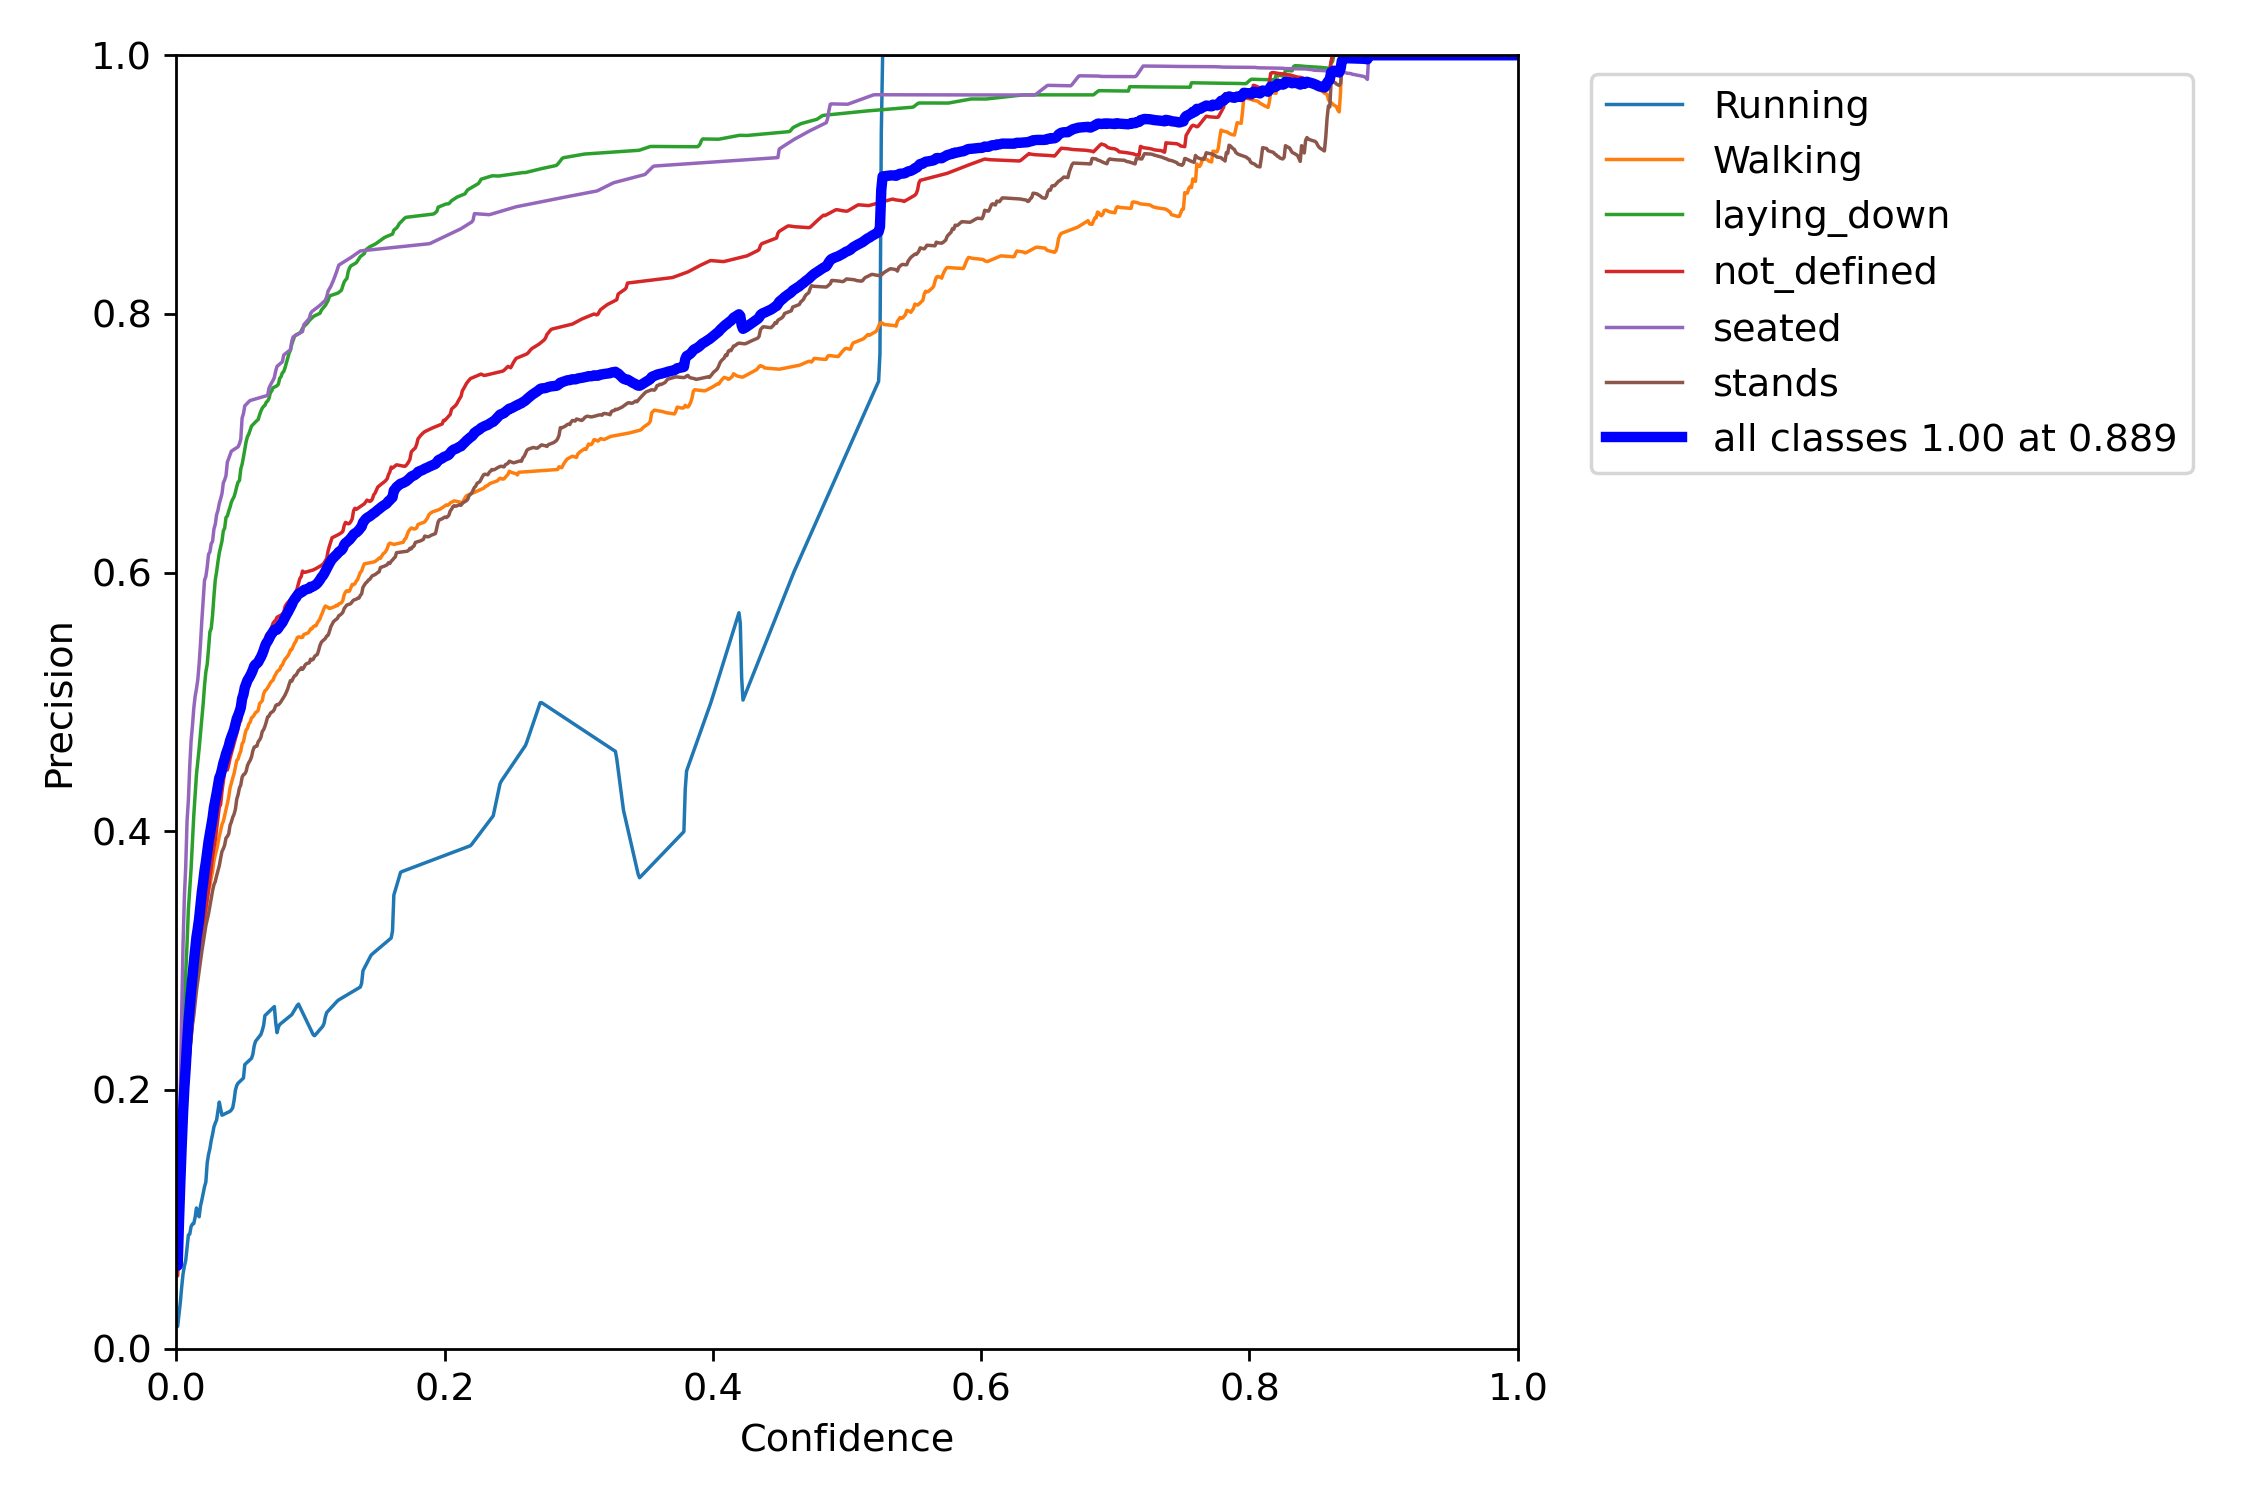 1.0
0.8
0.6
0.4
0.2
0.0
Precision
0.0 0.2 0.4 0.6 0.8 1.0
Confidence
Running
Walking
laying_down
not_defined
seated
stands
all classes 1.00 at 0.889